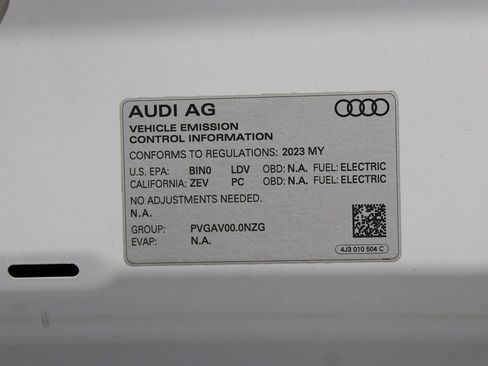 AUDI AG
VEHICLE EMISSION
CONTROL INFORMATION
CONFORMS TO REGULATIONS: 2023 MY
U.S. EPA: BIN0 LDV OBD: N.A. FUEL: ELECTRIC
CALIFORNIA: ZEV PC OBD: N.A. FUEL: ELECTRIC
NO ADJUSTMENTS NEEDED.
N.A.
GROUP: PVGAV00.0NZG
EVAP: N.A.
4J3 010 504 C